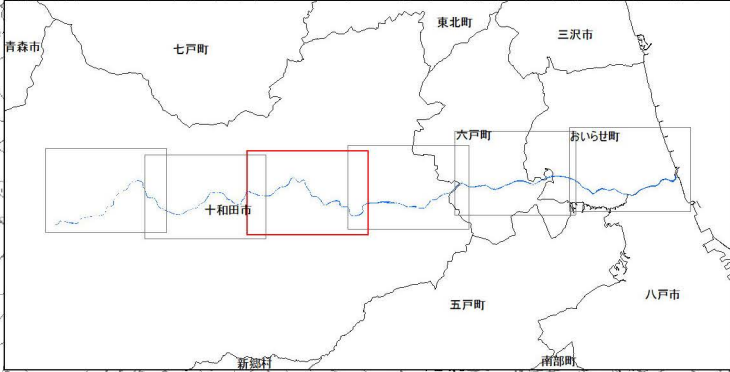 東北町
三沢市
青森市
七戸町
六戸町
おいらせ町
十和田市
五戸町
八戸市
新郷村
南部町